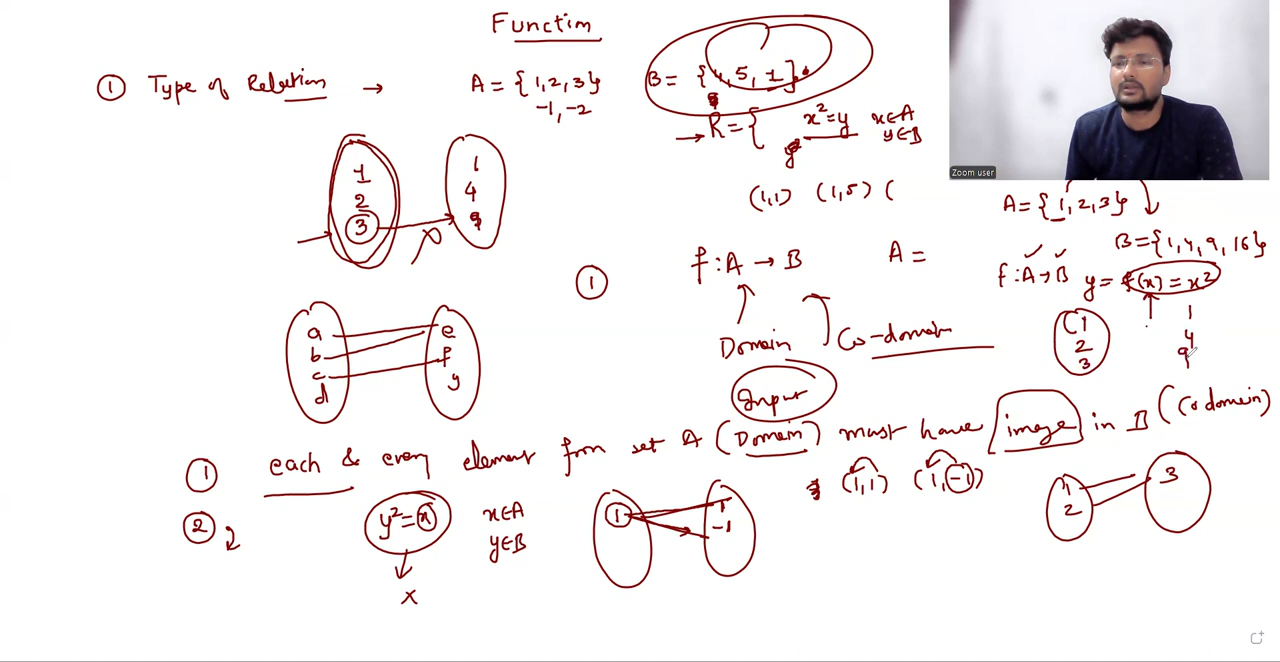 Function
① Type of Relation → A = {1,2,3} B = {4,5,1}
-1, -2
→ R = { x² = y x∈A
y∈B
Zoom user
1 1
2 4
3
(1,1) (1,5) (
A = {1,2,3}
B = {1,4,9,16}
① f : A → B A =
f : A → B y = f(x) = x²
Domain Co-domain
1 1
2 4
3 9
a e
b f
c y
d
Input
① each & every element from set A (Domain) must have image in B (Co domain)
(1,1) (1,-1)
② y² = x x∈A
y∈B
x
1 1
-1
1 3
2